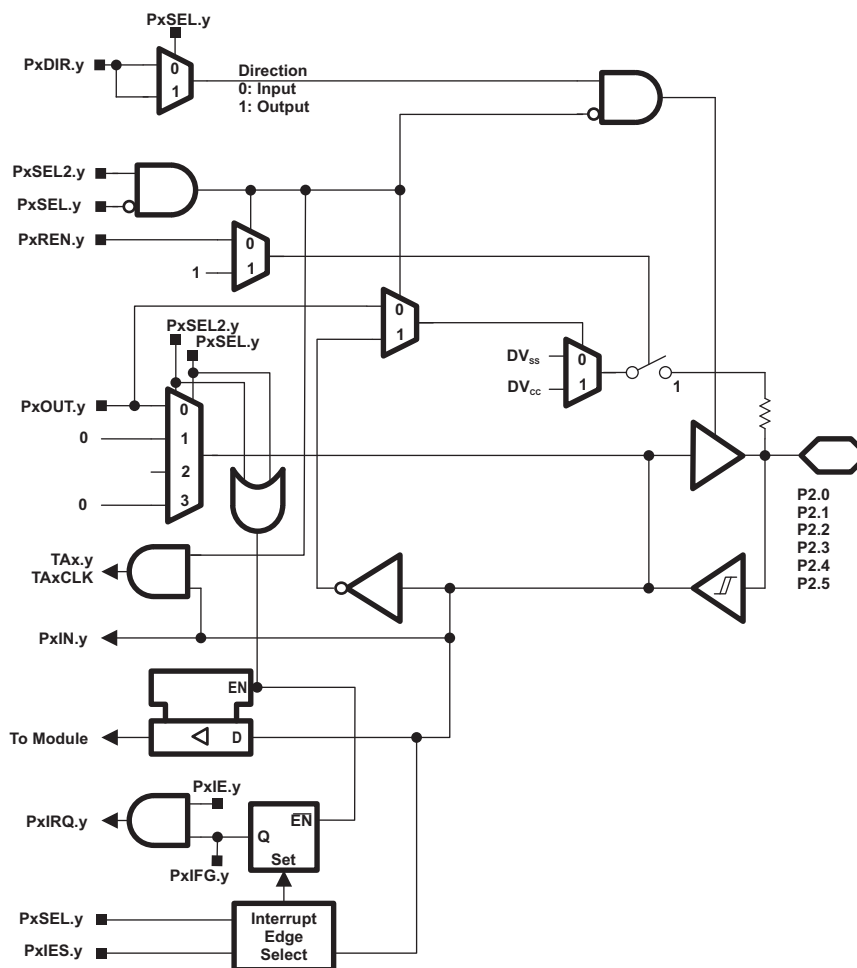 PxSEL.y
PxDIR.y
0
1
Direction
0: Input
1: Output
PxSEL2.y
PxSEL.y
PxREN.y
0
1
1
0
1
PxSEL2.y
PxSEL.y
DVSS
DVCC
0
1
1
PxOUT.y
0
0
1
2
0
3
P2.0
P2.1
P2.2
P2.3
P2.4
P2.5
TAx.y
TAxCLK
PxIN.y
EN
To Module
D
PxIE.y
PxIRQ.y
EN
Q
Set
PxIFG.y
PxSEL.y
PxIES.y
Interrupt
Edge
Select